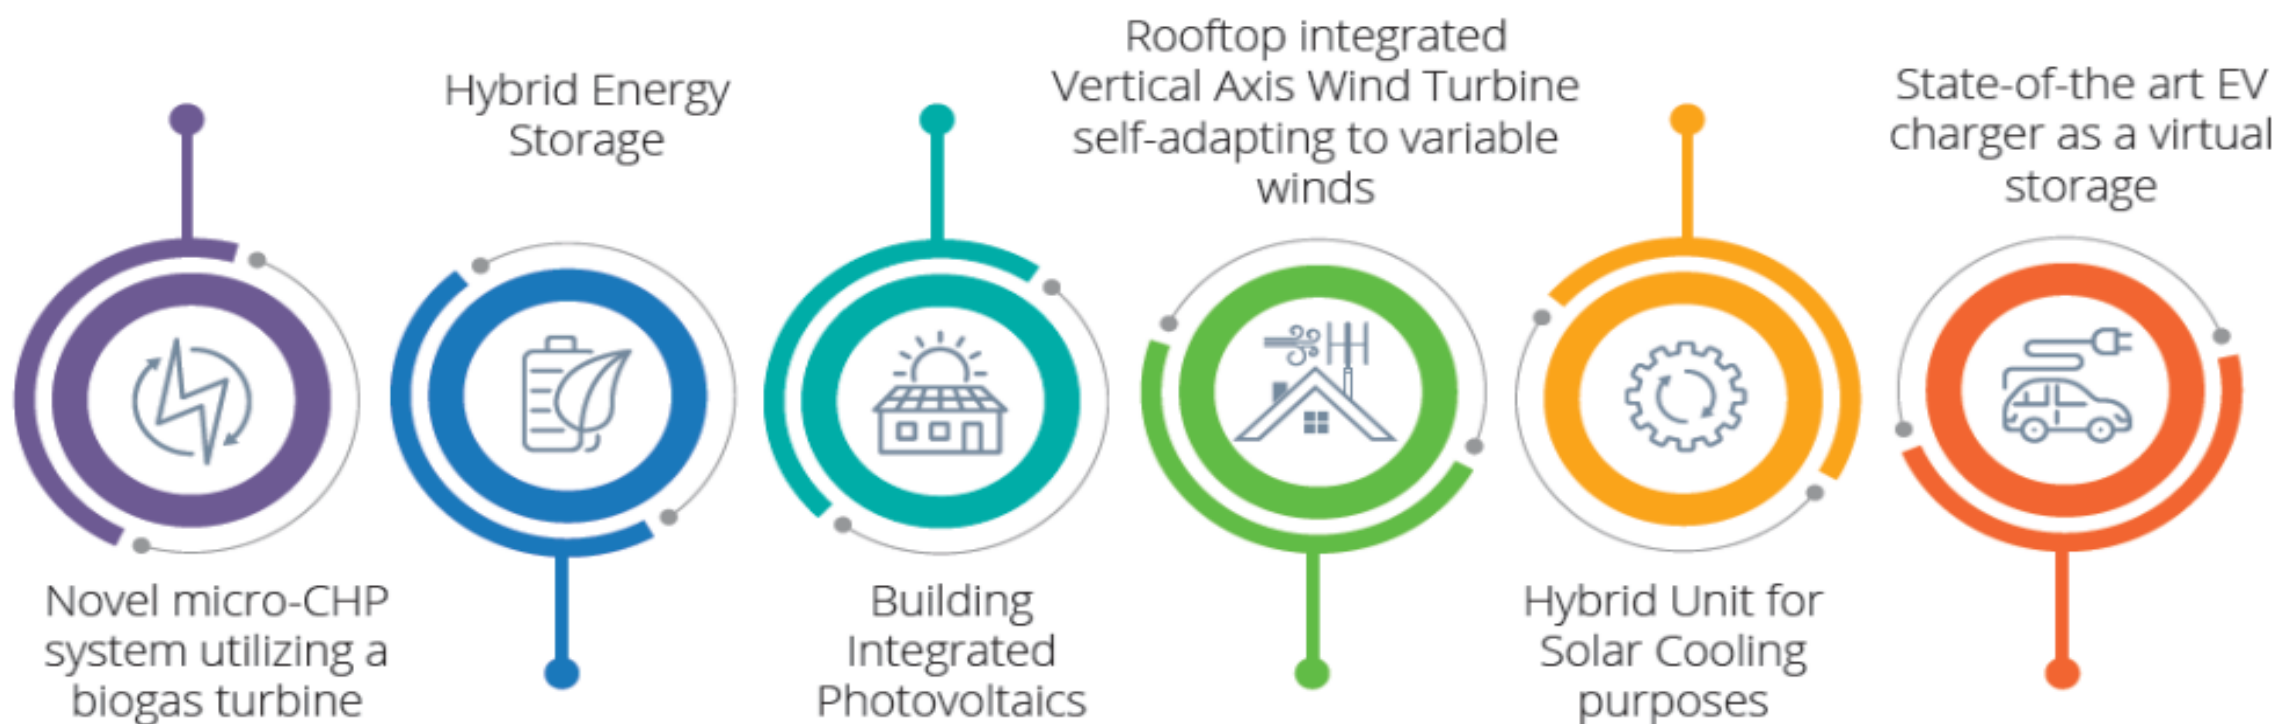 Novel micro-CHP
system utilizing a
biogas turbine
Hybrid Energy
Storage
Building
Integrated
Photovoltaics
Rooftop integrated
Vertical Axis Wind Turbine
self-adapting to variable
winds
Hybrid Unit for
Solar Cooling
purposes
State-of-the art EV
charger as a virtual
storage